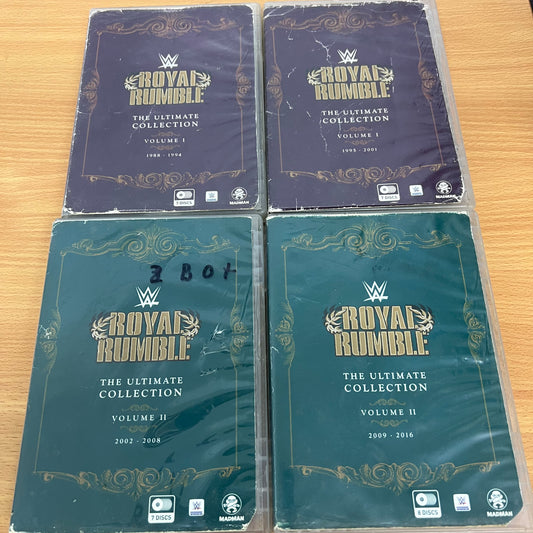 W
ROYAL
RUMBLE
THE ULTIMATE
COLLECTION
VOLUME I
1988 - 1994
7 DISCS
MADMAN
W
ROYAL
RUMBLE
THE ULTIMATE
COLLECTION
VOLUME I
1995 - 2001
7 DISCS
MADMAN
BOX
W
ROYAL
RUMBLE
THE ULTIMATE
COLLECTION
VOLUME II
2002 - 2008
7 DISCS
MADMAN
W
ROYAL
RUMBLE
THE ULTIMATE
COLLECTION
VOLUME II
2009 - 2016
8 DISCS
MADMAN